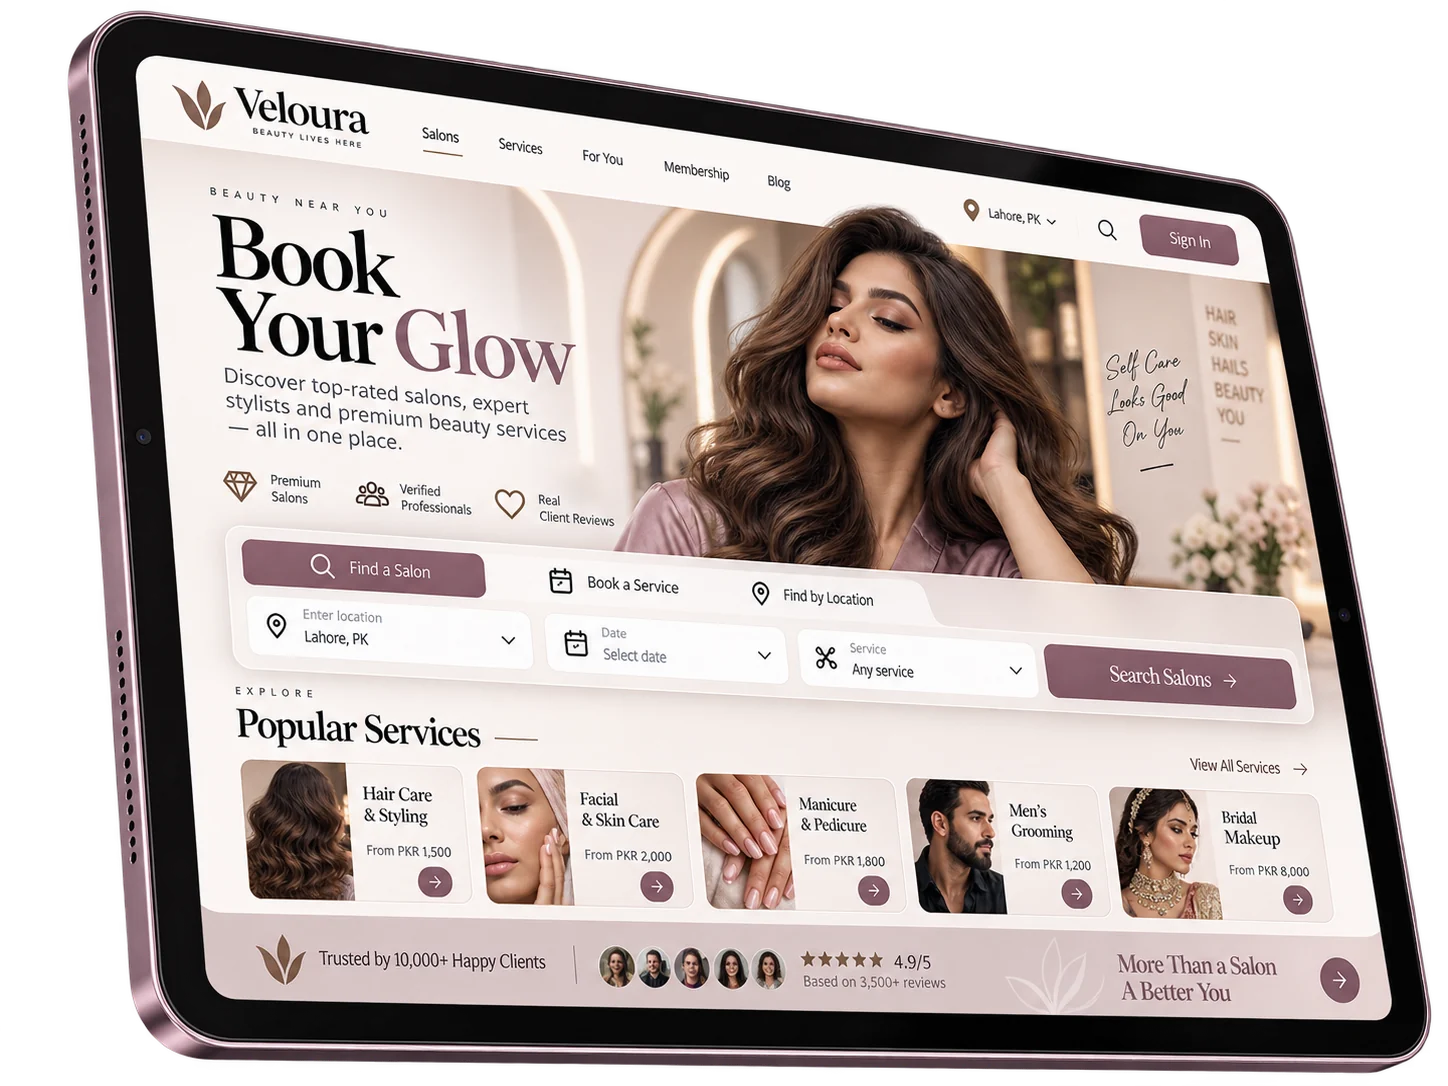 Veloura
BEAUTY LIVES HERE
Salons
Services
For You
Membership
Blog
Lahore, PK
Sign In
BEAUTY NEAR YOU
Book
Your Glow
Discover top-rated salons, expert
stylists and premium beauty services
— all in one place.
Premium
Salons
Verified
Professionals
Real
Client Reviews
Self Care
Looks Good
On You
HAIR
SKIN
HAILS
BEAUTY
YOU
Find a Salon
Book a Service
Find by Location
Enter location
Lahore, PK
Date
Select date
Service
Any service
Search Salons
EXPLORE
Popular Services
View All Services
Hair Care
& Styling
From PKR 1,500
Facial
& Skin Care
From PKR 2,000
Manicure
& Pedicure
From PKR 1,800
Men's
Grooming
From PKR 1,200
Bridal
Makeup
From PKR 8,000
Trusted by 10,000+ Happy Clients
4.9/5
Based on 3,500+ reviews
More Than a Salon
A Better You